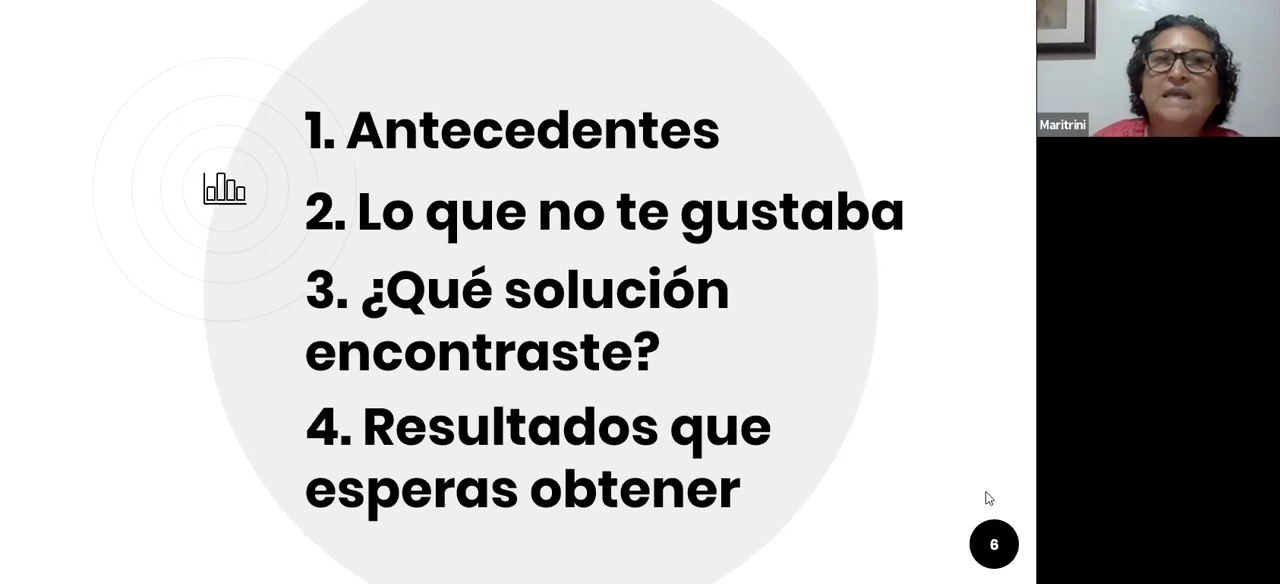 1. Antecedentes
2. Lo que no te gustaba
3. ¿Qué solución
encontraste?
4. Resultados que
esperas obtener
6
Maritrini